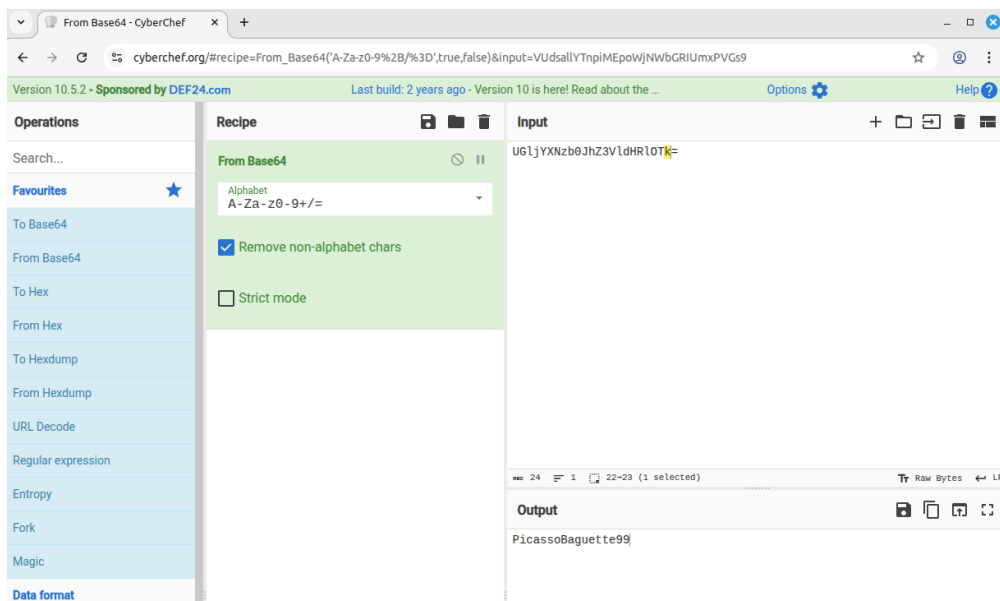 From Base64 - CyberChef
cyberchef.org/#recipe=From_Base64('A-Za-z0-9%2B/%3D',true,false)&input=VUdsallYTnpiMEpoWjNWbGRIUmxPVGs9
Version 10.5.2 - Sponsored by DEF24.com Last build: 2 years ago - Version 10 is here! Read about the ... Options Help
Operations
Search...
Favourites
To Base64
From Base64
To Hex
From Hex
To Hexdump
From Hexdump
URL Decode
Regular expression
Entropy
Fork
Magic
Data format
Recipe
From Base64
Alphabet
A-Za-z0-9+/=
Remove non-alphabet chars
Strict mode
Input
UGljYXNzb0JhZ3VldHRlOTk=
REC 24 1 22→23 (1 selected) Tт Raw Bytes
Output
PicassoBaguette99